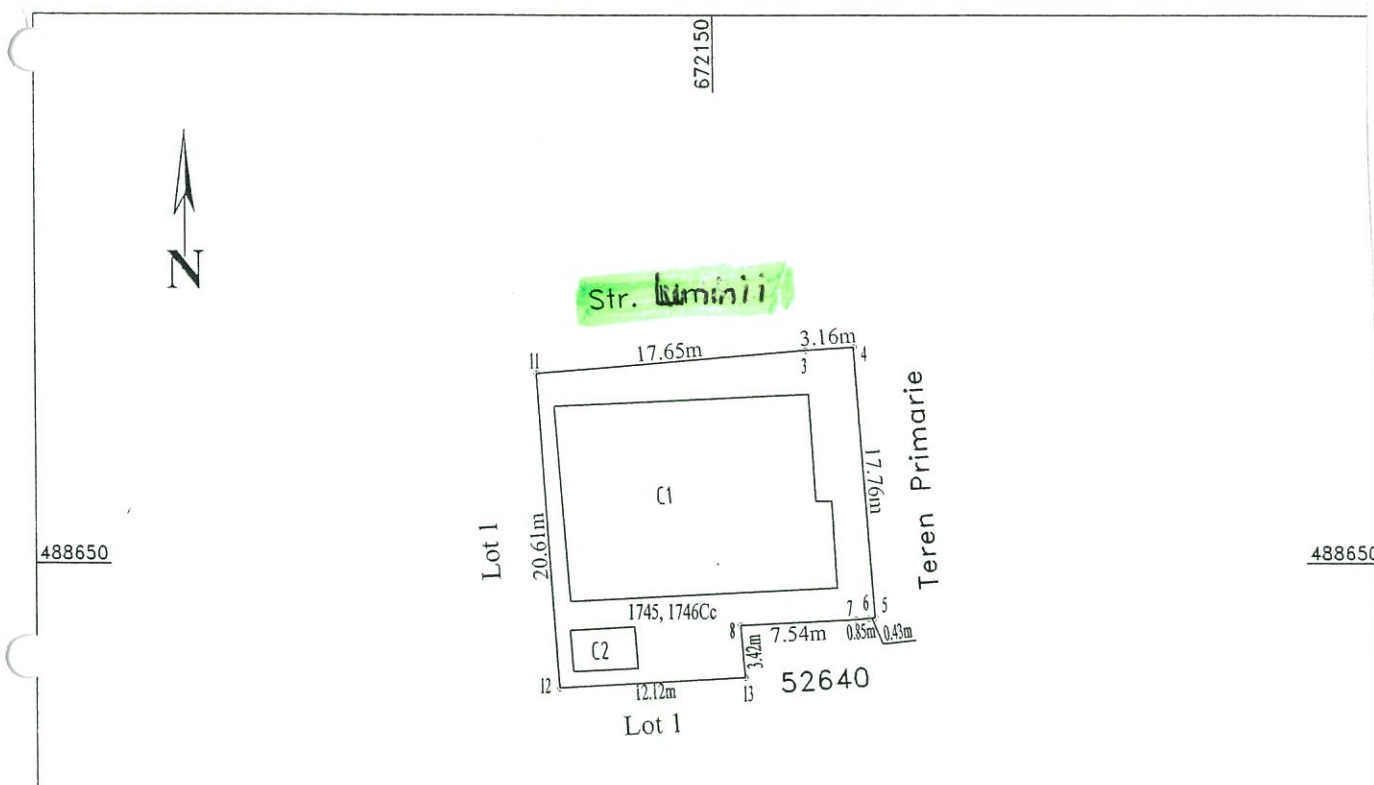 672150
N
Str. Luminii
11
17.65m
3.16m
3
4
Teren Primarie
17.76m
C1
Lot 1
20.61m
488650
488650
1745, 1746Cc
8
7.54m
7
6
5
0.85m
0.43m
3.42m
C2
12
12.12m
13
52640
Lot 1